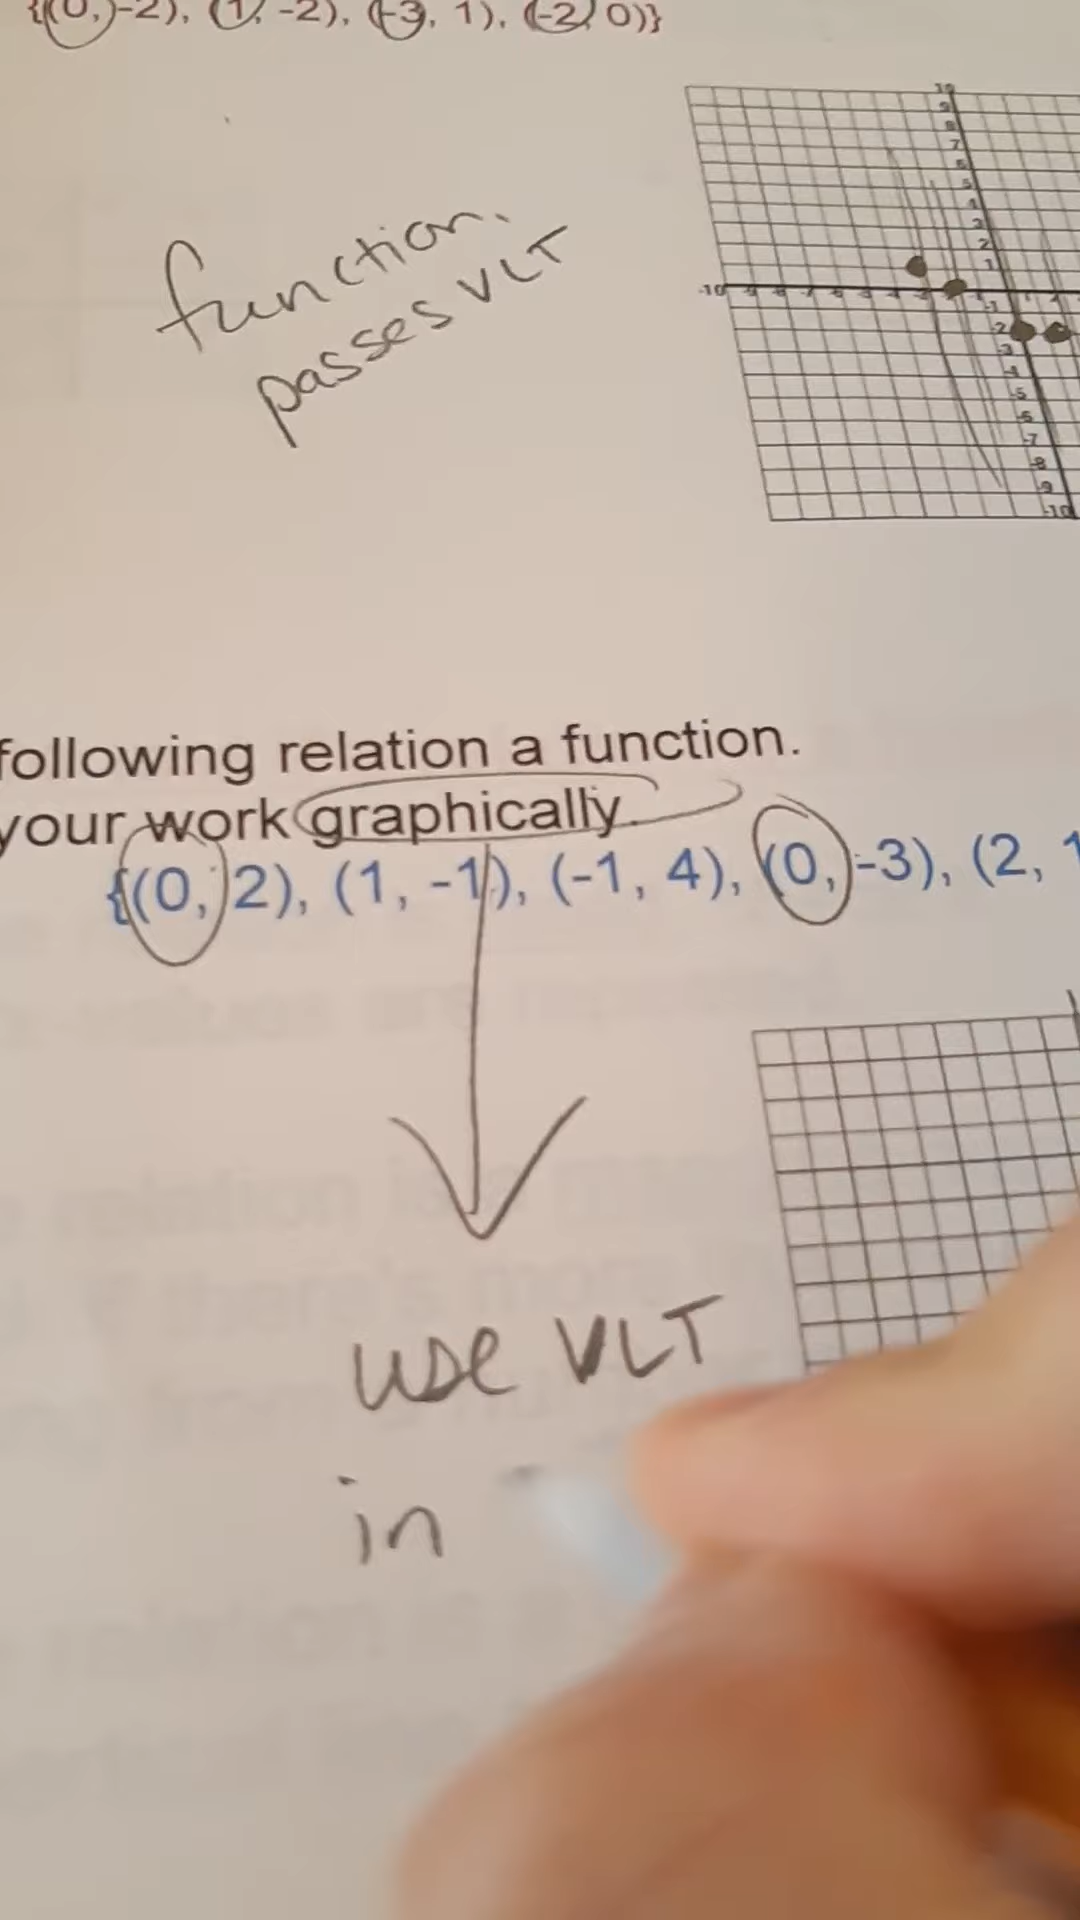 {(0, -2), (1, -2), (-3, 1), (-2, 0)}
function.
passes VLT
following relation a function.
your work graphically.
{(0, 2), (1, -1), (-1, 4), (0, -3), (2, 1
use VLT
in